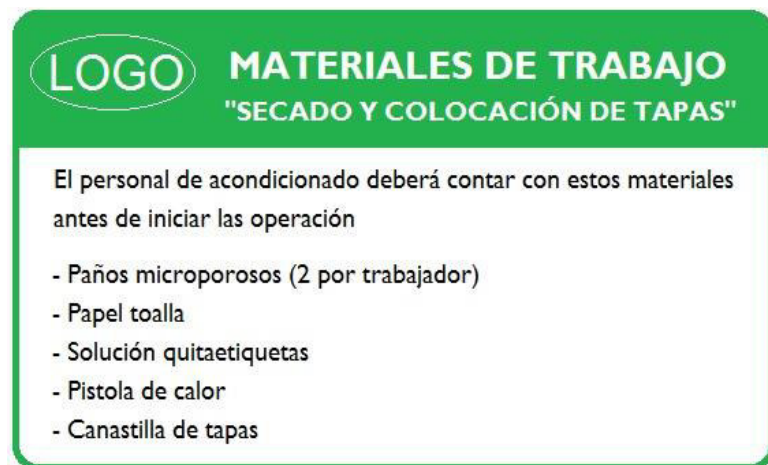 LOGO
MATERIALES DE TRABAJO
"SECADO Y COLOCACIÓN DE TAPAS"
El personal de acondicionado deberá contar con estos materiales
antes de iniciar las operación
- Paños microporosos (2 por trabajador)
- Papel toalla
- Solución quitaetiquetas
- Pistola de calor
- Canastilla de tapas